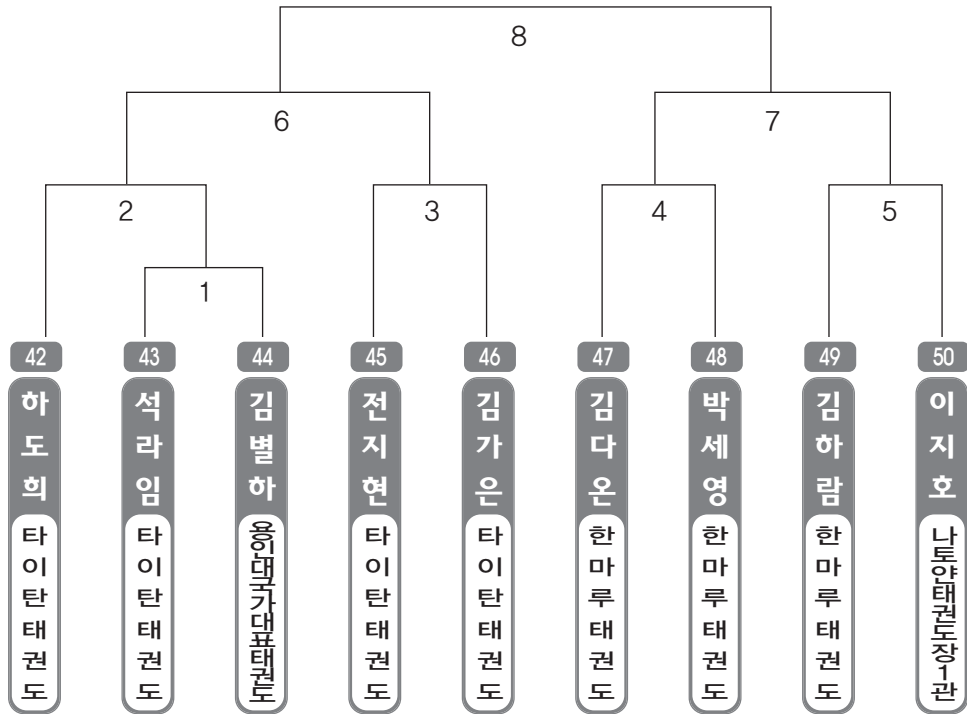 8
6
7
2
3
4
5
1
42
43
44
45
46
47
48
49
50
하도희
석라임
김별하
전지현
김가은
김다온
박세영
김하람
이지호
타이탄태권도
타이탄태권도
용인대국가대표태권도
타이탄태권도
타이탄태권도
한마루태권도
한마루태권도
한마루태권도
나토얀태권도장1관